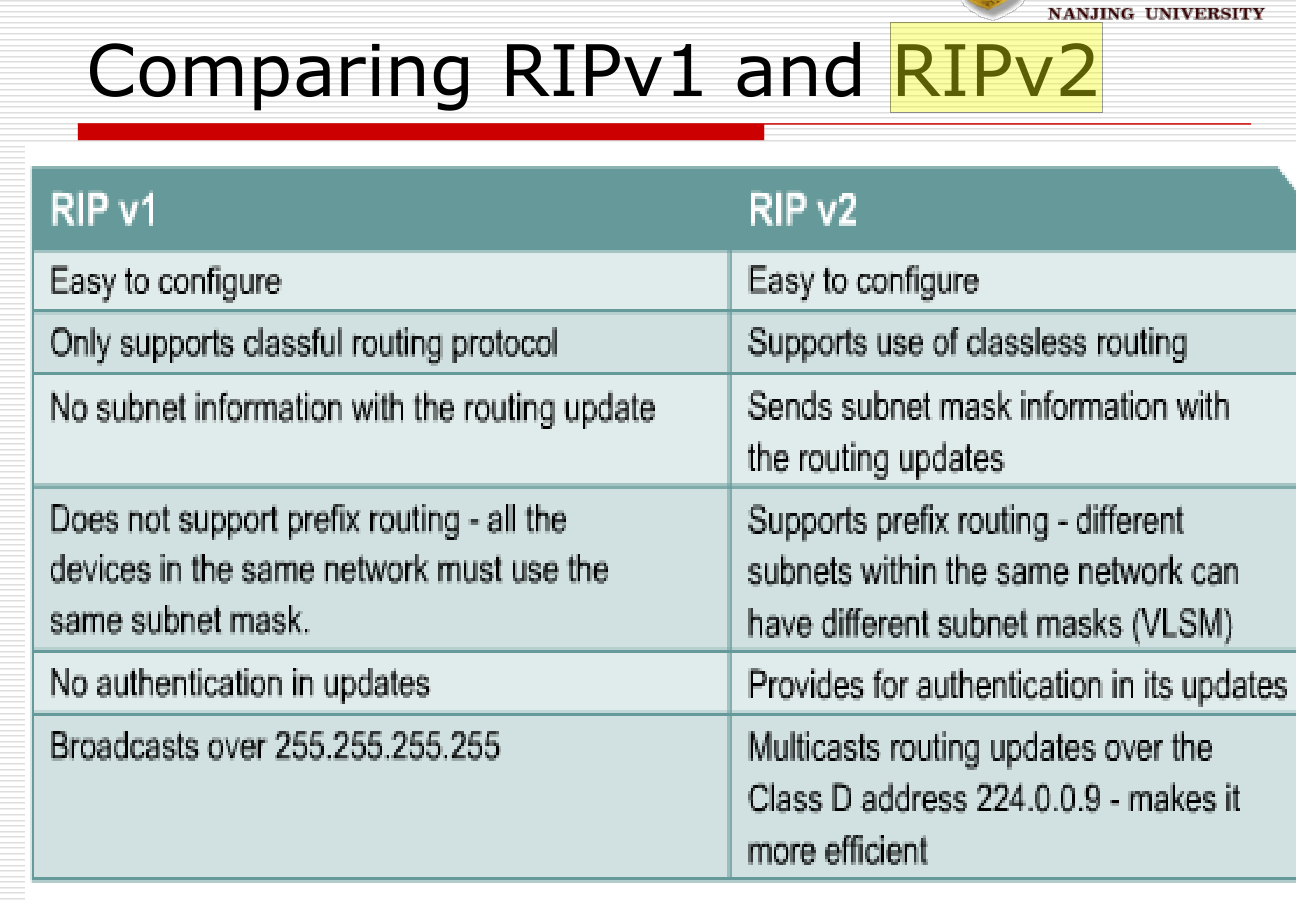 NANJING UNIVERSITY
Comparing RIPv1 and RIPv2
RIP v1
RIP v2
Easy to configure
Easy to configure
Only supports classful routing protocol
Supports use of classless routing
No subnet information with the routing update
Sends subnet mask information with
the routing updates
Does not support prefix routing - all the
devices in the same network must use the
same subnet mask.
Supports prefix routing - different
subnets within the same network can
have different subnet masks (VLSM)
No authentication in updates
Provides for authentication in its updates
Broadcasts over 255.255.255.255
Multicasts routing updates over the
Class D address 224.0.0.9 - makes it
more efficient